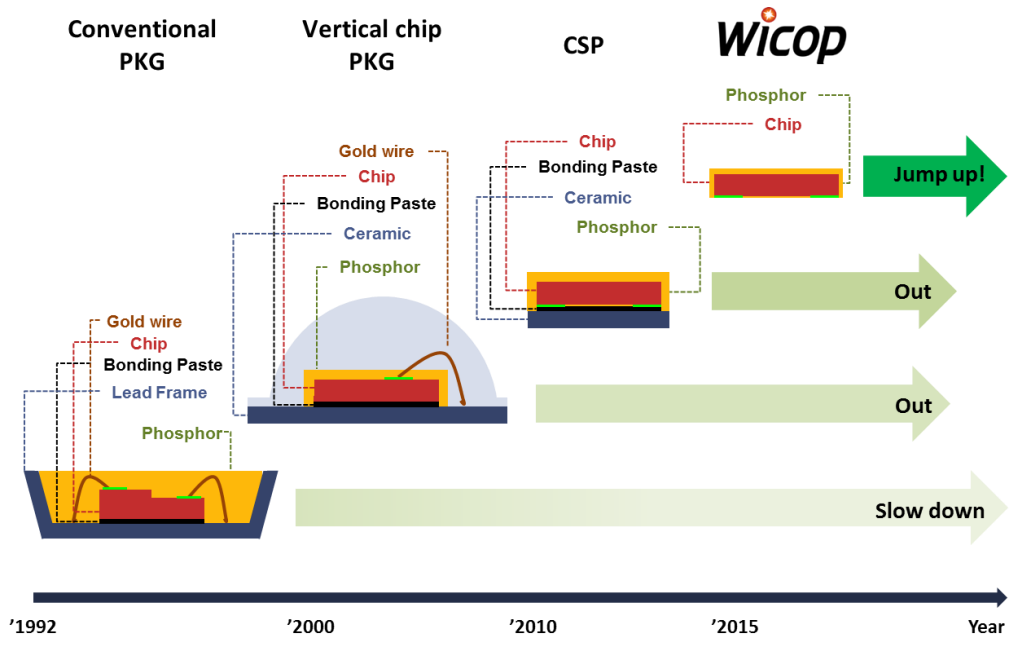 Conventional
PKG
Vertical chip
PKG
CSP
Wicop
Gold wire
Chip
Bonding Paste
Lead Frame
Phosphor
Gold wire
Chip
Bonding Paste
Ceramic
Phosphor
Chip
Bonding Paste
Ceramic
Phosphor
Phosphor
Chip
Jump up!
Out
Out
Slow down
’1992
’2000
’2010
’2015
Year